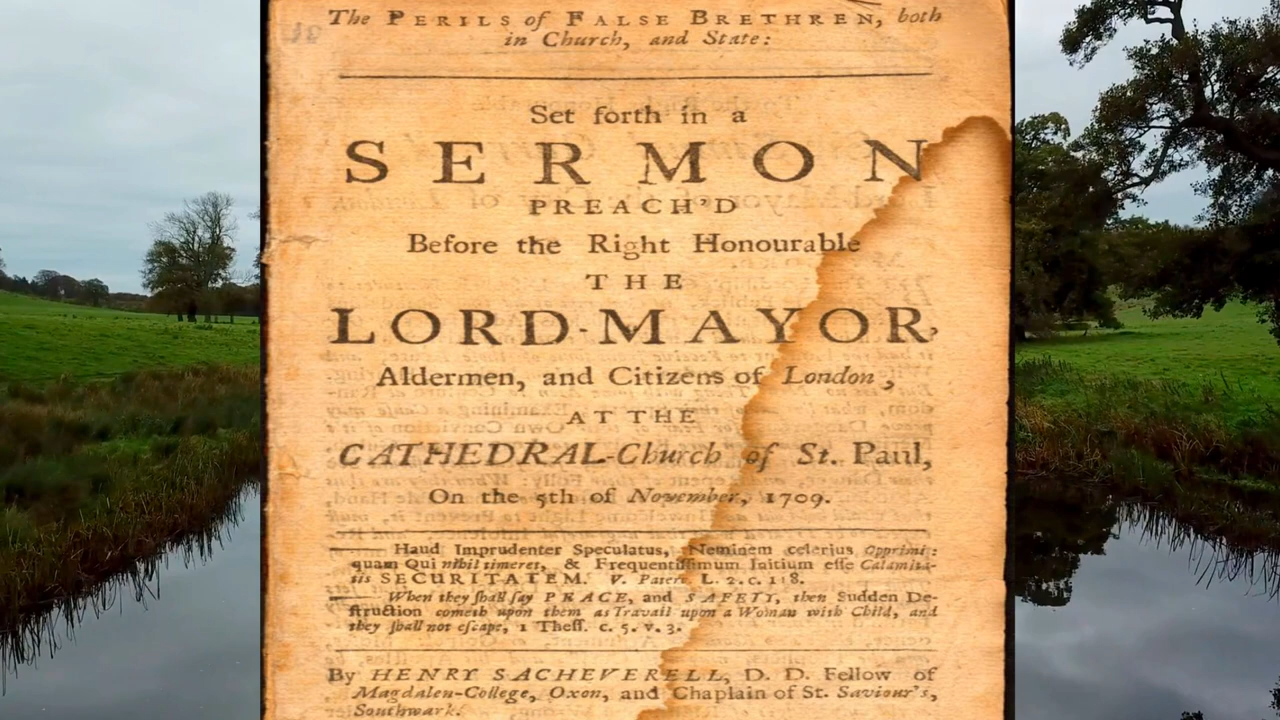 The PERILS of FALSE BRETHREN, both
in Church, and State:
Set forth in a
SERMON
PREACH'D
Before the Right Honourable
THE
LORD-MAYOR,
Aldermen, and Citizens of London,
AT THE
CATHEDRAL-Church of St. Paul,
On the 5th of November, 1709.
Haud Imprudenter Speculatus, Neminem celerius Opprimi:
quam Qui nihil timeret, & Frequentissimum Initium esse Calamita-
tis SECURITATEM. V. Paterc. L. 2. c. 118.
When they shall say PEACE, and SAFETY, then Sudden De-
struction cometh upon them as Travail upon a Woman with Child, and
they shall not escape, 1 Thess. c. 5. v. 3.
By HENRY SACHEVERELL, D. D. Fellow of
Magdalen-College, Oxon, and Chaplain of St. Saviour's,
Southwark.